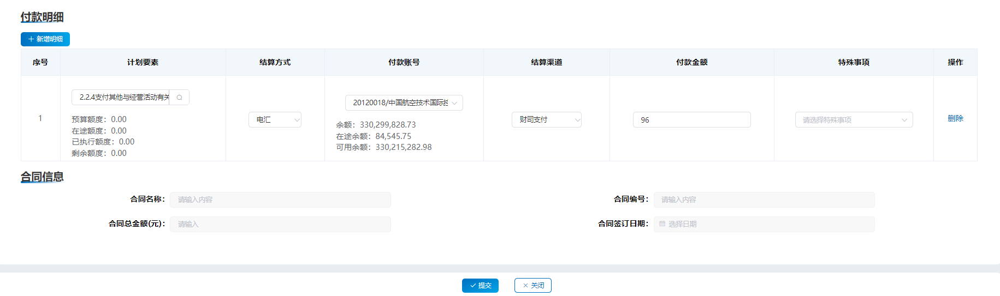 付款明细
新增明细
序号 计划要素 结算方式 付款账号 结算渠道 付款金额 特殊事项 操作
1
2.2.4支付其他与经营活动有关
预算额度：0.00
在途额度：0.00
已执行额度：0.00
剩余额度：0.00
电汇
20120018/中国航空技术国际控
余额：330,299,828.73
在途余额：84,545.75
可用余额：330,215,282.98
财司支付
96
请选择特殊事项
删除
合同信息
合同名称： 请输入内容
合同编号： 请输入内容
合同总金额(元)： 请输入
合同签订日期： 选择日期
提交
关闭